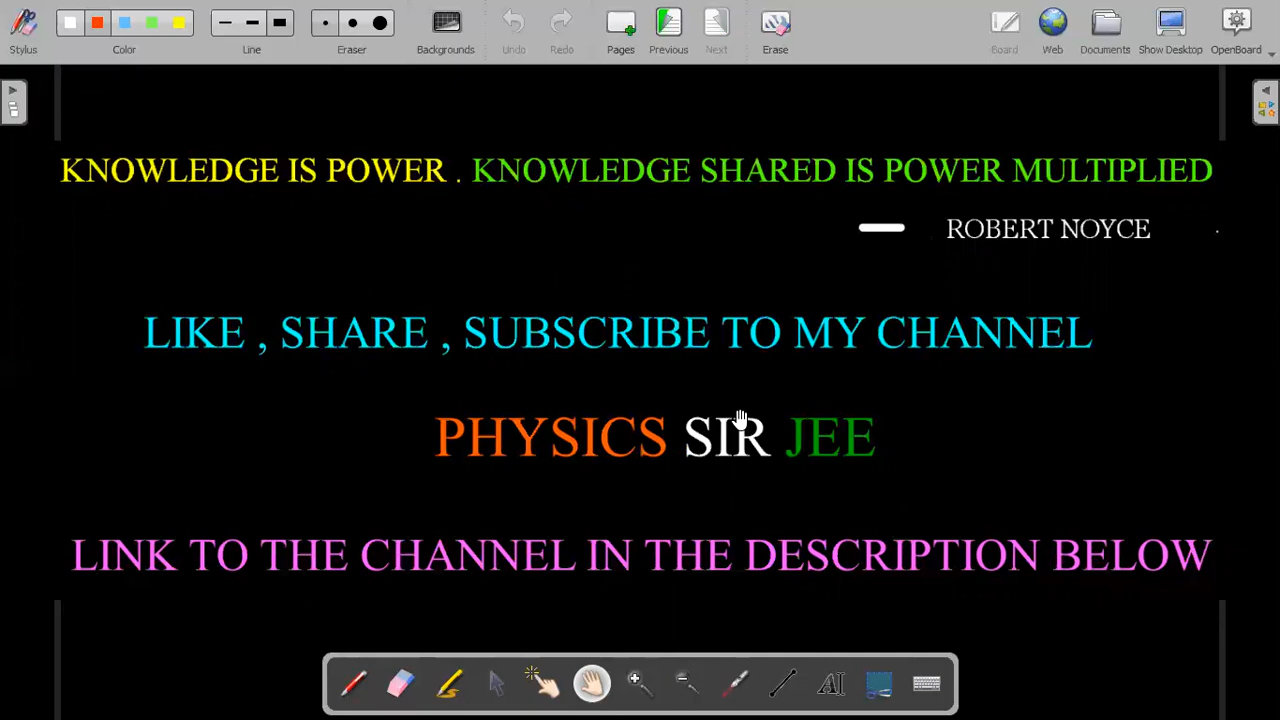 Stylus Color Line Eraser Backgrounds Undo Redo Pages Previous Next Erase Board Web Documents Show Desktop OpenBoard
KNOWLEDGE IS POWER . KNOWLEDGE SHARED IS POWER MULTIPLIED
— ROBERT NOYCE .
LIKE , SHARE , SUBSCRIBE TO MY CHANNEL
PHYSICS SIR JEE
LINK TO THE CHANNEL IN THE DESCRIPTION BELOW
AI